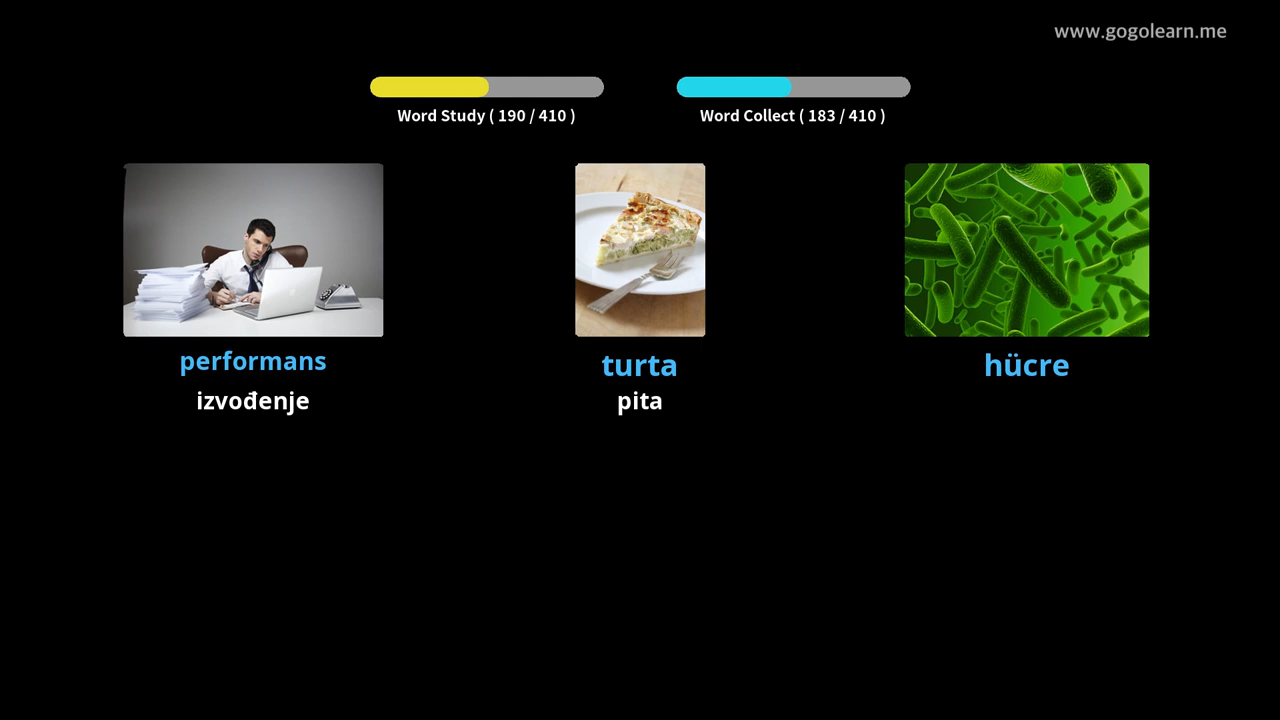 www.gogolearn.me
Word Study ( 190 / 410 )
Word Collect ( 183 / 410 )
performans
izvođenje
turta
pita
hücre